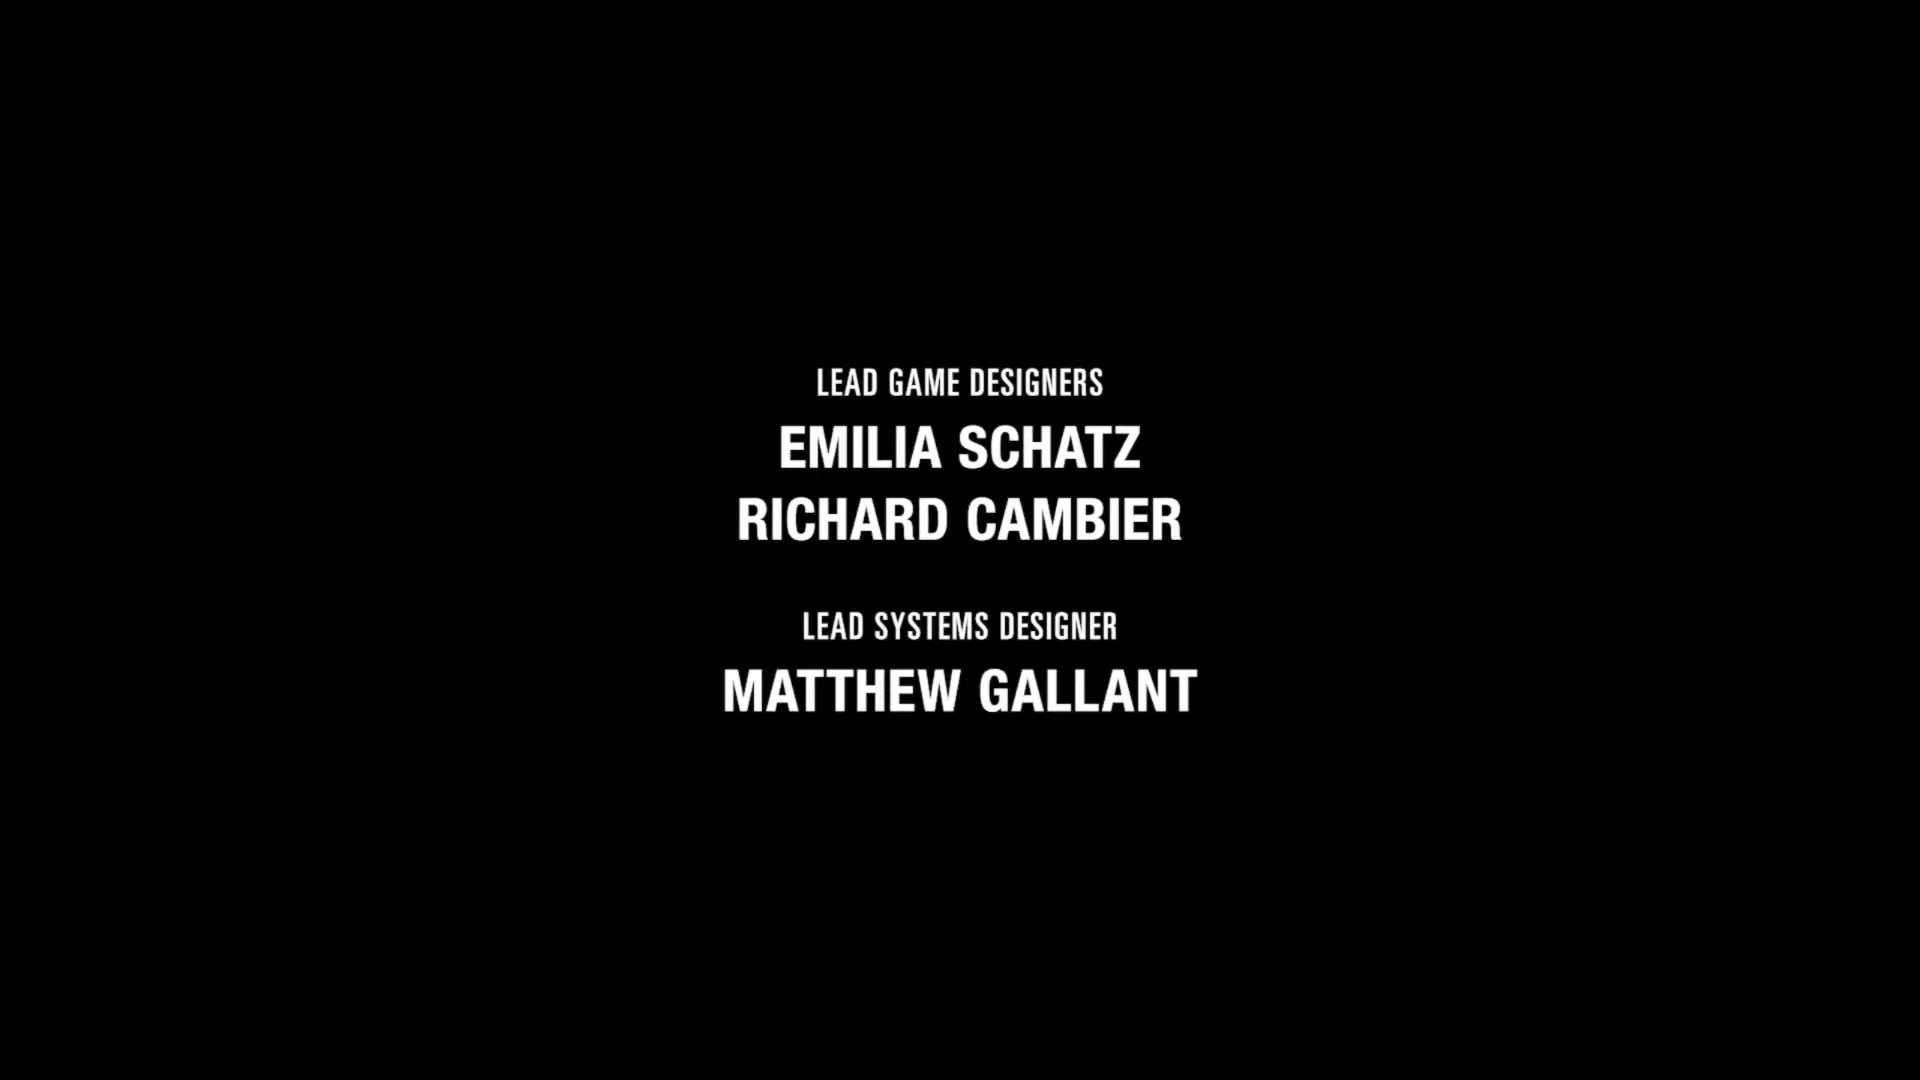 LEAD GAME DESIGNERS
EMILIA SCHATZ
RICHARD CAMBIER
LEAD SYSTEMS DESIGNER
MATTHEW GALLANT